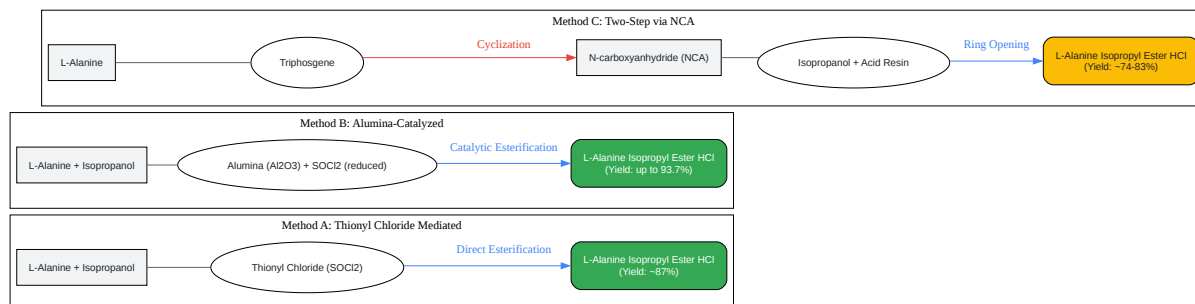 Method C: Two-Step via NCA
L-Alanine
Triphosgene
Cyclization
N-carboxyanhydride (NCA)
Isopropanol + Acid Resin
Ring Opening
L-Alanine Isopropyl Ester HCl
(Yield: ~74-83%)
Method B: Alumina-Catalyzed
L-Alanine + Isopropanol
Alumina (Al2O3) + SOCl2 (reduced)
Catalytic Esterification
L-Alanine Isopropyl Ester HCl
(Yield: up to 93.7%)
Method A: Thionyl Chloride Mediated
L-Alanine + Isopropanol
Thionyl Chloride (SOCl2)
Direct Esterification
L-Alanine Isopropyl Ester HCl
(Yield: ~87%)